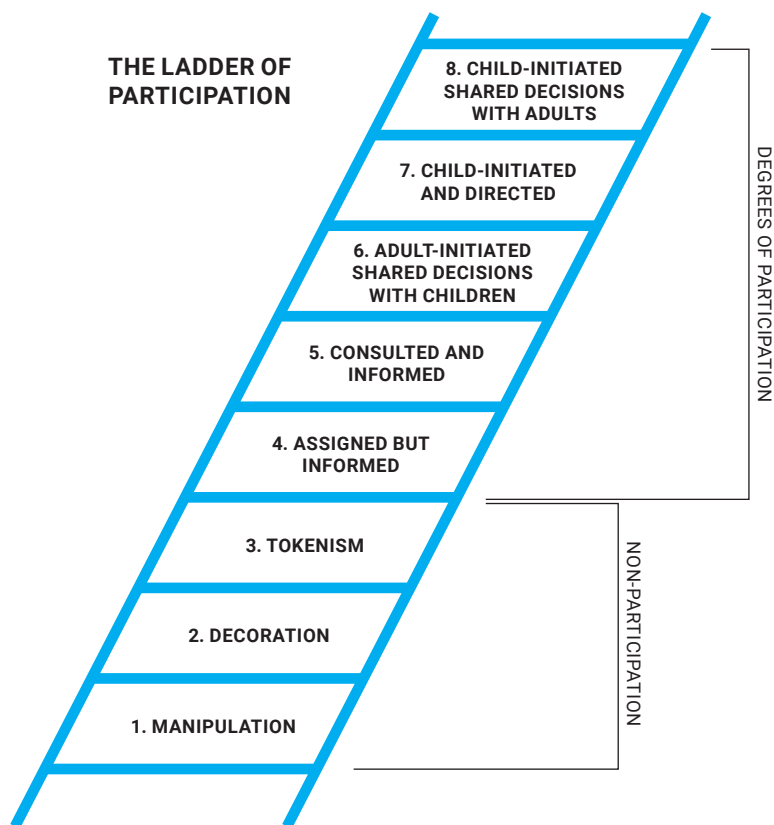 THE LADDER OF
PARTICIPATION
8. CHILD-INITIATED
SHARED DECISIONS
WITH ADULTS
7. CHILD-INITIATED
AND DIRECTED
6. ADULT-INITIATED
SHARED DECISIONS
WITH CHILDREN
5. CONSULTED AND
INFORMED
4. ASSIGNED BUT
INFORMED
3. TOKENISM
2. DECORATION
1. MANIPULATION
DEGREES OF PARTICIPATION
NON-PARTICIPATION